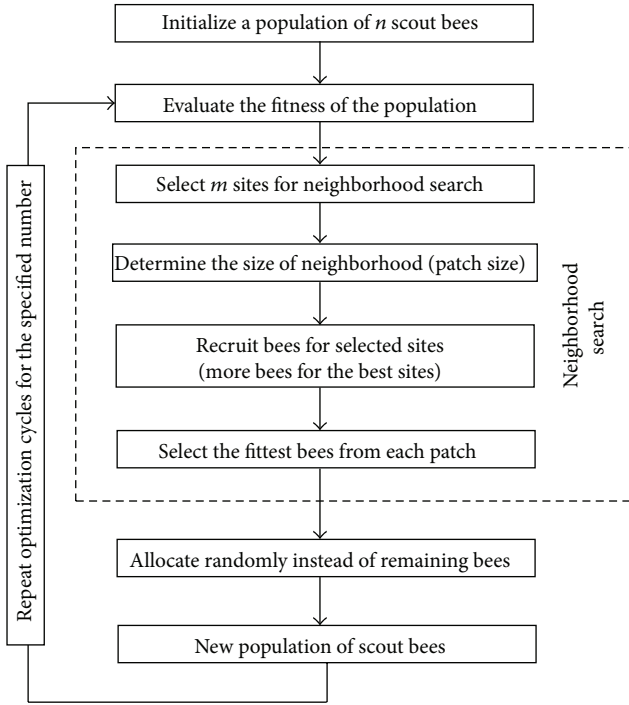 Initialize a population of n scout bees
Evaluate the fitness of the population
Select m sites for neighborhood search
Determine the size of neighborhood (patch size)
Recruit bees for selected sites
(more bees for the best sites)
Select the fittest bees from each patch
Neighborhood
search
Allocate randomly instead of remaining bees
New population of scout bees
Repeat optimization cycles for the specified number